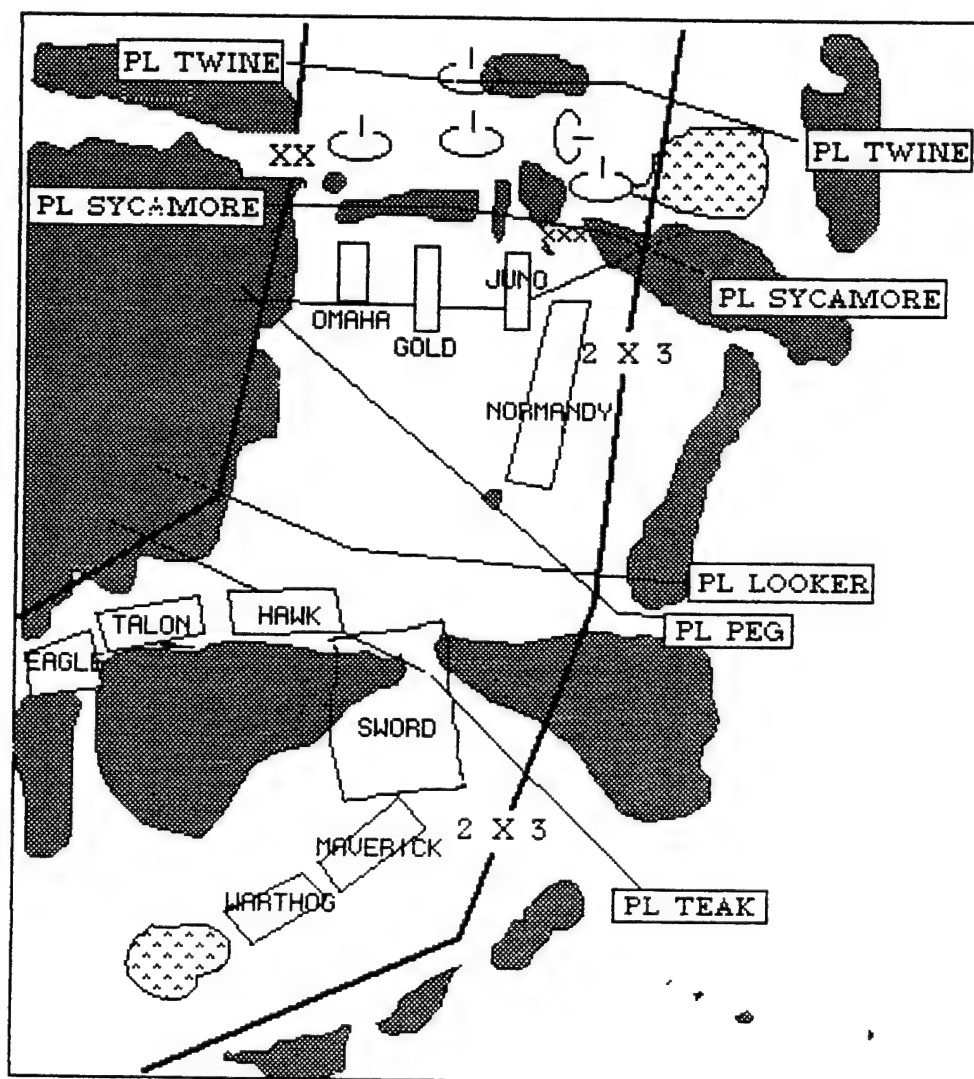 PL TWINE
PL TWINE
XX
PL SYCAMORE
XXX
JUNO
PL SYCAMORE
OMAHA
GOLD
2 X 3
NORMANDY
PL LOOKER
HAWK
TALON
PL PEG
EAGLE
SWORD
2 X 3
MAVERICK
WARTHOG
PL TEAK